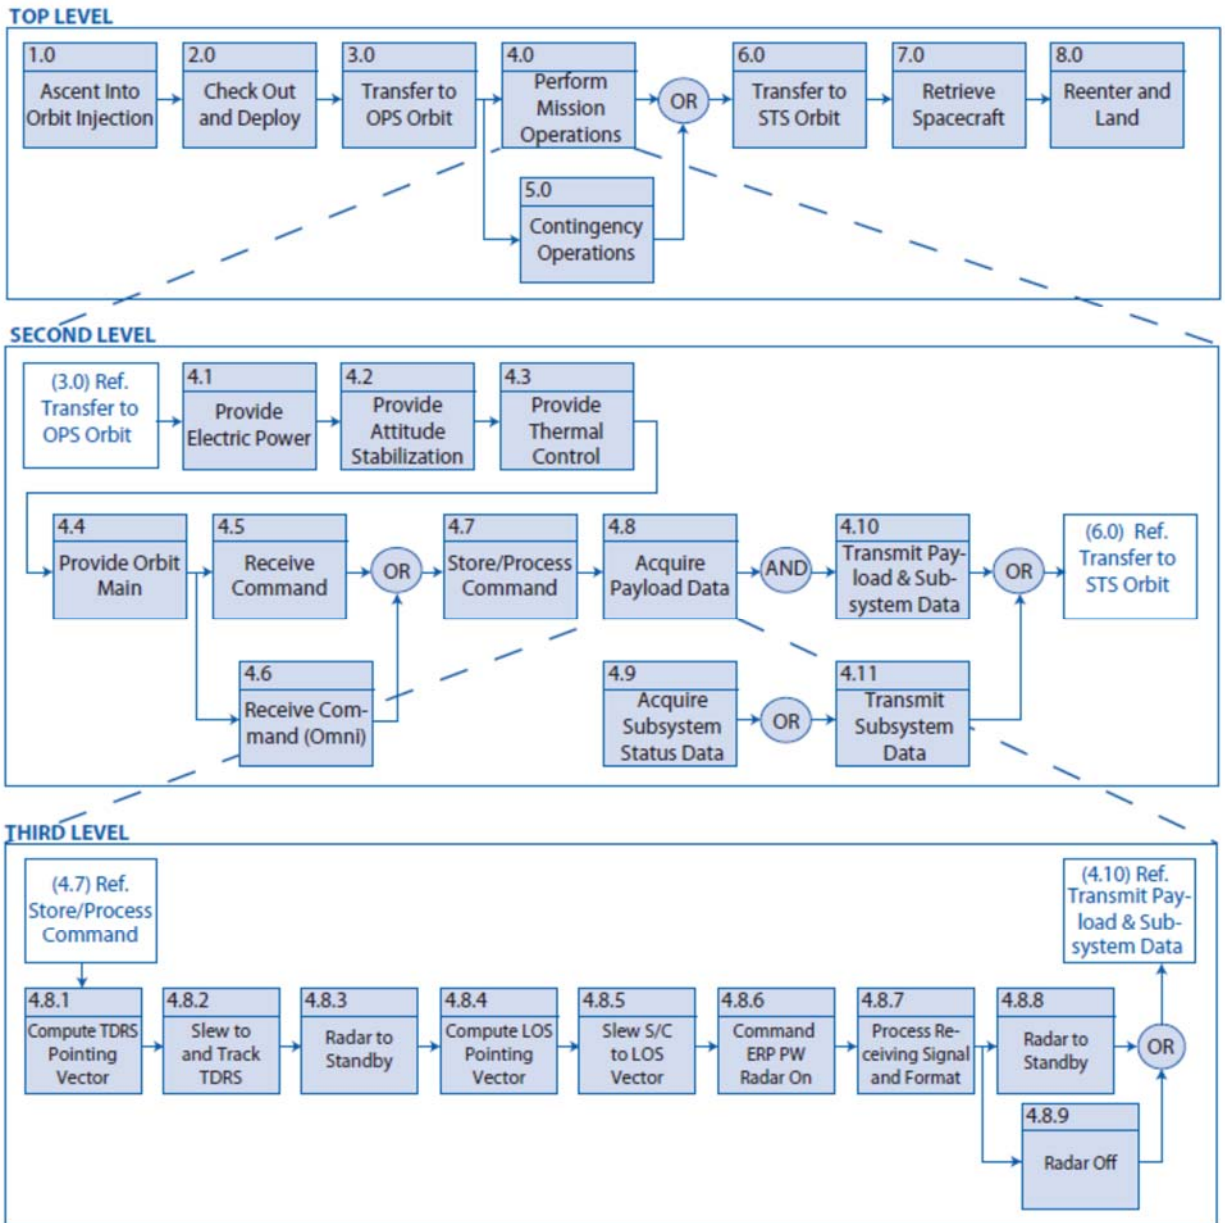 TOP LEVEL
1.0
Ascent Into
Orbit Injection
2.0
Check Out
and Deploy
3.0
Transfer to
OPS Orbit
4.0
Perform
Mission
Operations
OR
6.0
Transfer to
STS Orbit
7.0
Retrieve
Spacecraft
8.0
Reenter and
Land
5.0
Contingency
Operations
SECOND LEVEL
(3.0) Ref.
Transfer to
OPS Orbit
4.1
Provide
Electric Power
4.2
Provide
Attitude
Stabilization
4.3
Provide
Thermal
Control
4.4
Provide Orbit
Main
4.5
Receive
Command
OR
4.7
Store/Process
Command
4.8
Acquire
Payload Data
AND
4.10
Transmit Pay-
load & Sub-
system Data
OR
(6.0) Ref.
Transfer to
STS Orbit
4.6
Receive Com-
mand (Omni)
4.9
Acquire
Subsystem
Status Data
OR
4.11
Transmit
Subsystem
Data
THIRD LEVEL
(4.7) Ref.
Store/Process
Command
(4.10) Ref.
Transmit Pay-
load & Sub-
system Data
4.8.1
Compute TDRS
Pointing
Vector
4.8.2
Slew to
and Track
TDRS
4.8.3
Radar to
Standby
4.8.4
Compute LOS
Pointing
Vector
4.8.5
Slew S/C
to LOS
Vector
4.8.6
Command
ERP PW
Radar On
4.8.7
Process Re-
ceiving Signal
and Format
4.8.8
Radar to
Standby
OR
4.8.9
Radar Off